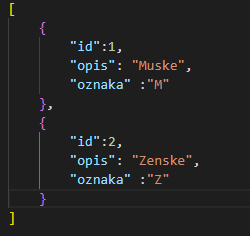 [
{
"id":1,
"opis": "Muske",
"oznaka" :"M"
},
{
"id":2,
"opis": "Zenske",
"oznaka" :"Z"
}
]